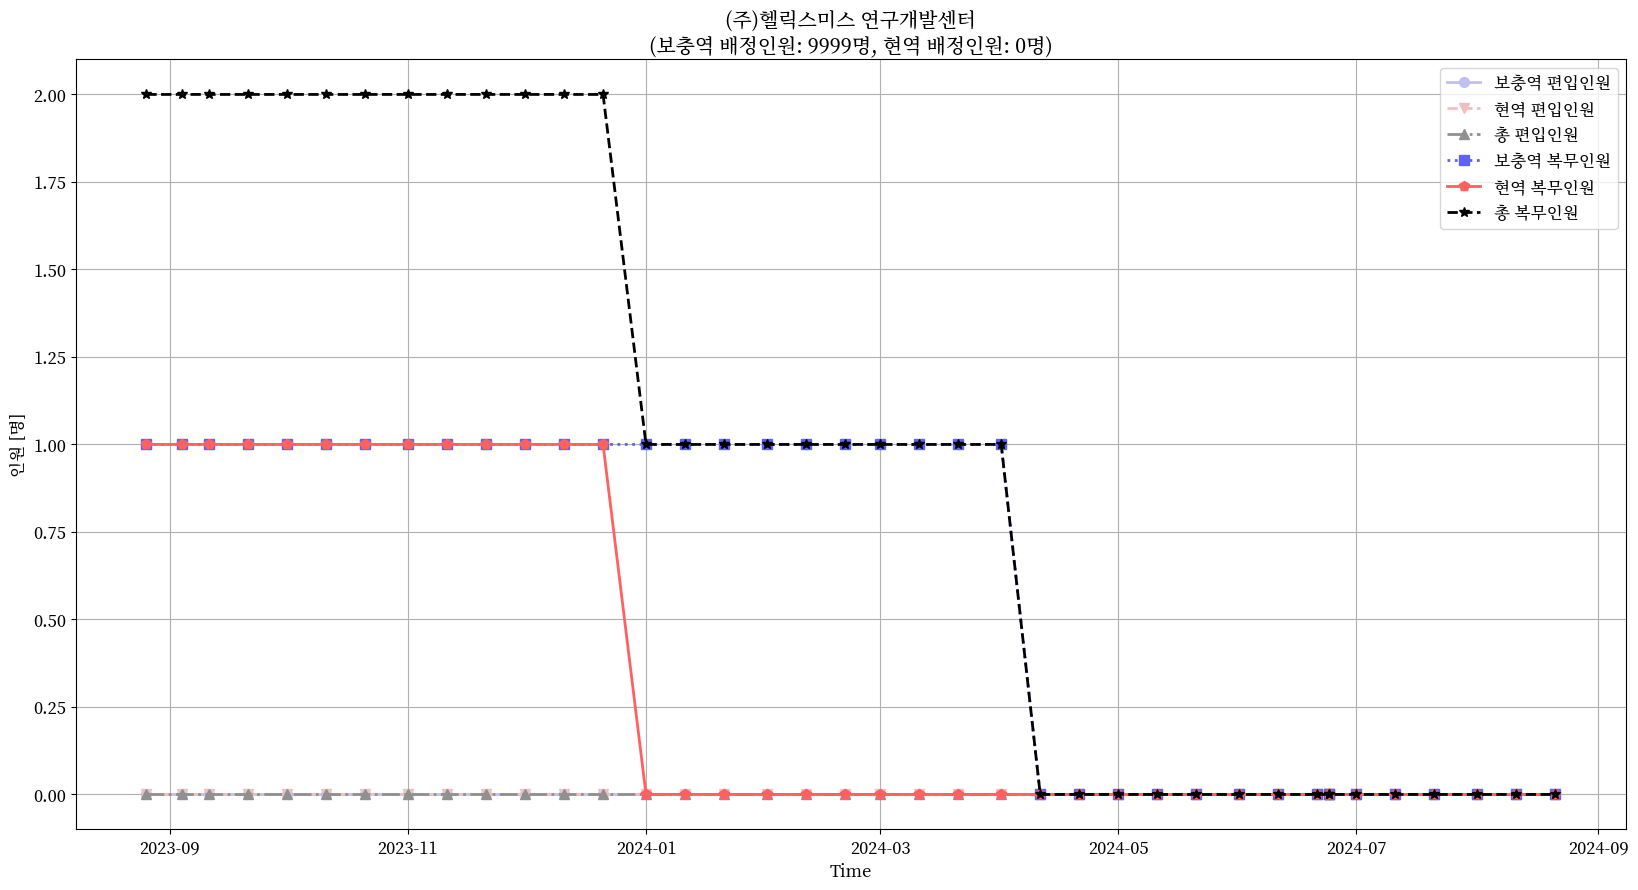 (주)헬릭스미스 연구개발센터
(보충역 배정인원: 9999명, 현역 배정인원: 0명)
보충역 편입인원
현역 편입인원
총 편입인원
보충역 복무인원
현역 복무인원
총 복무인원
인원 [명]
2.00
1.75
1.50
1.25
1.00
0.75
0.50
0.25
0.00
2023-09 2023-11 2024-01 2024-03 2024-05 2024-07 2024-09
Time